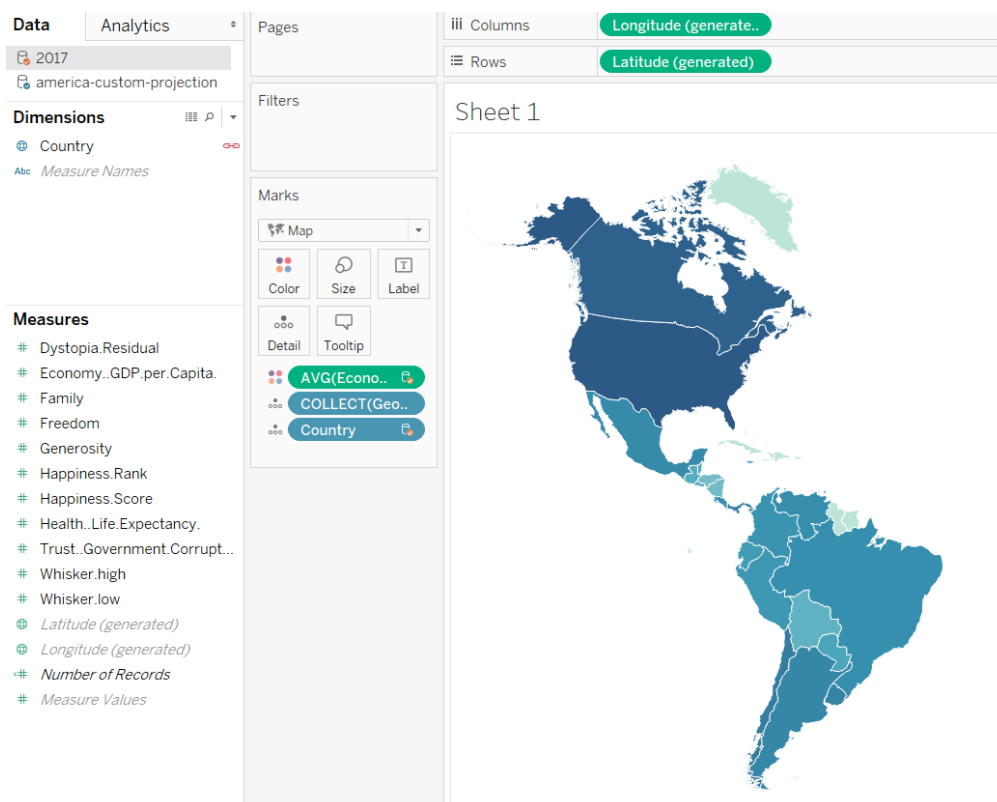 Data
Analytics
2017
america-custom-projection
Dimensions
Country
Abc Measure Names
Measures
# Dystopia.Residual
# Economy..GDP.per.Capita.
# Family
# Freedom
# Generosity
# Happiness.Rank
# Happiness.Score
# Health..Life.Expectancy.
# Trust..Government.Corrupt...
# Whisker.high
# Whisker.low
Latitude (generated)
Longitude (generated)
=# Number of Records
# Measure Values
Pages
Filters
Marks
Map
Color
Size
T
Label
Detail
Tooltip
AVG(Econo..
COLLECT(Geo..
Country
iii Columns
Longitude (generate..
Rows
Latitude (generated)
Sheet 1